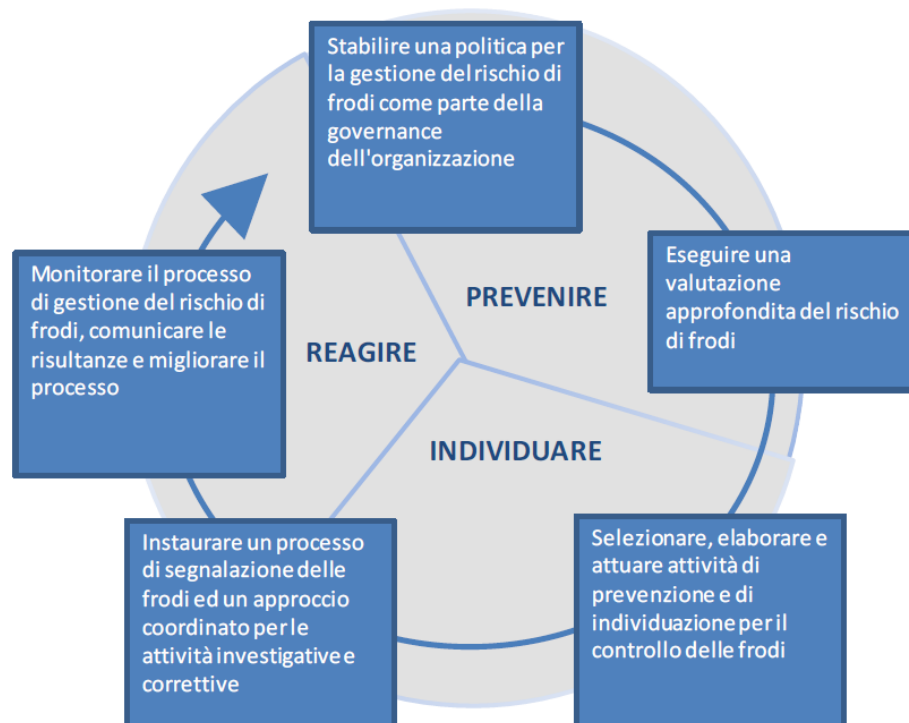 Stabilire una politica per
la gestione del rischio di
frodi come parte della
governance
dell'organizzazione
Eseguire una
valutazione
approfondita del rischio
di frodi
Selezionare, elaborare e
attuare attività di
prevenzione e di
individuazione per il
controllo delle frodi
Instaurare un processo
di segnalazione delle
frodi ed un approccio
coordinato per le
attività investigative e
correttive
Monitorare il processo
di gestione del rischio di
frodi, comunicare le
risultanze e migliorare il
processo
PREVENIRE
INDIVIDUARE
REAGIRE